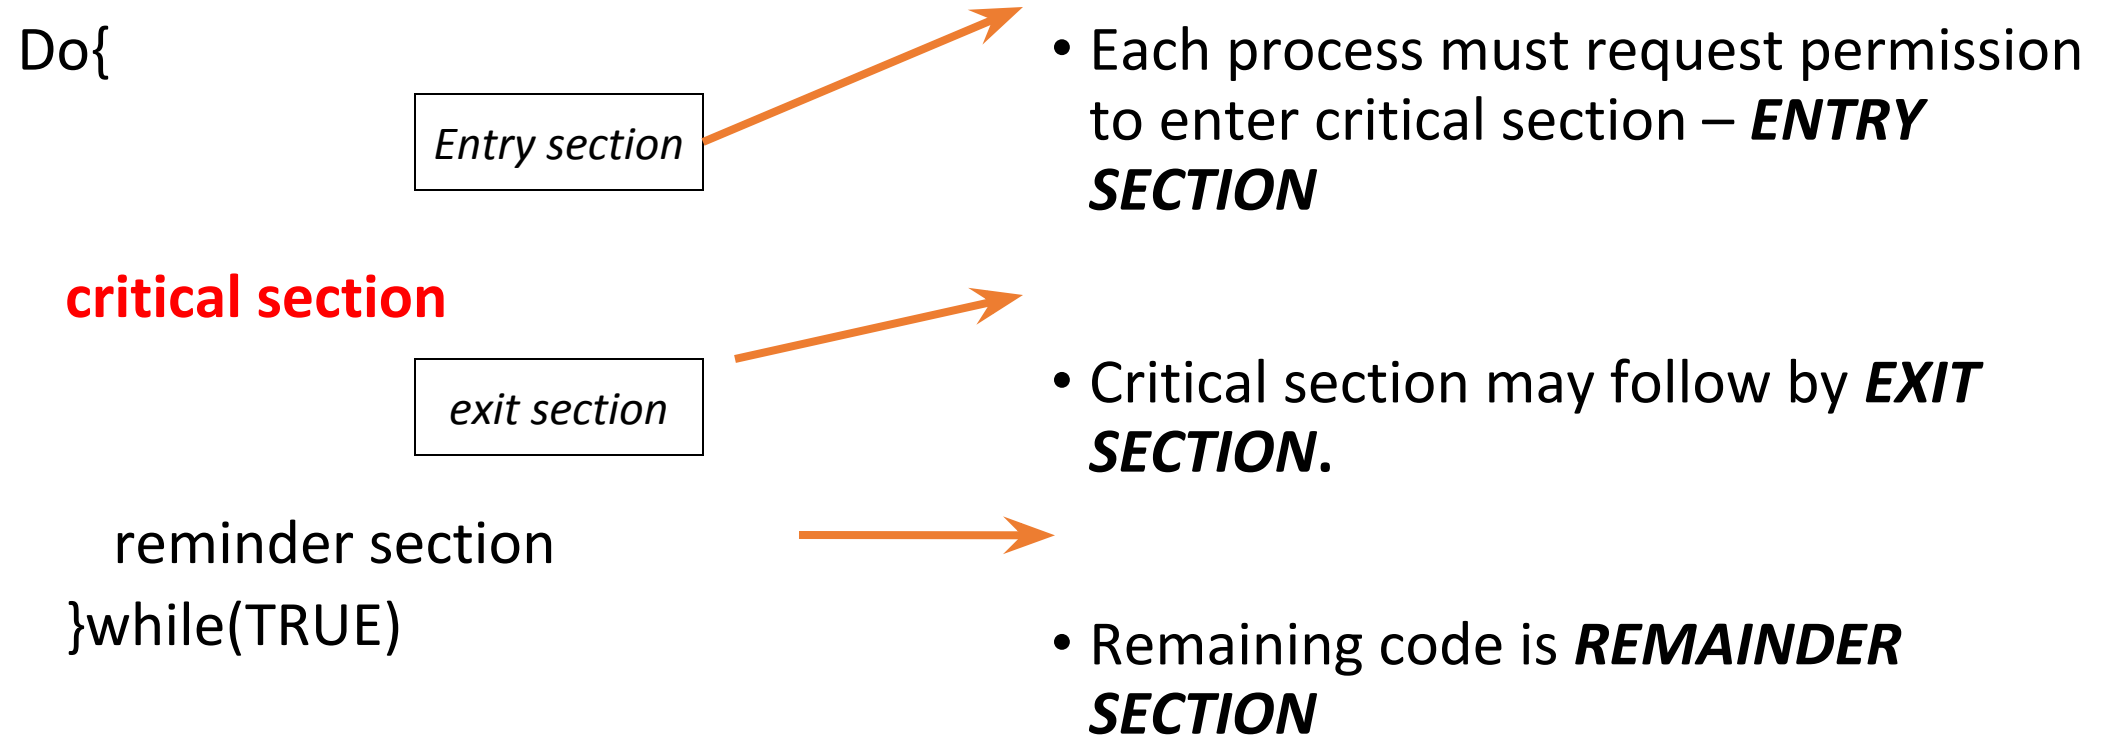 Do{
Entry section
critical section
exit section
reminder section
}while(TRUE)
• Each process must request permission
to enter critical section – ENTRY
SECTION
• Critical section may follow by EXIT
SECTION.
• Remaining code is REMAINDER
SECTION